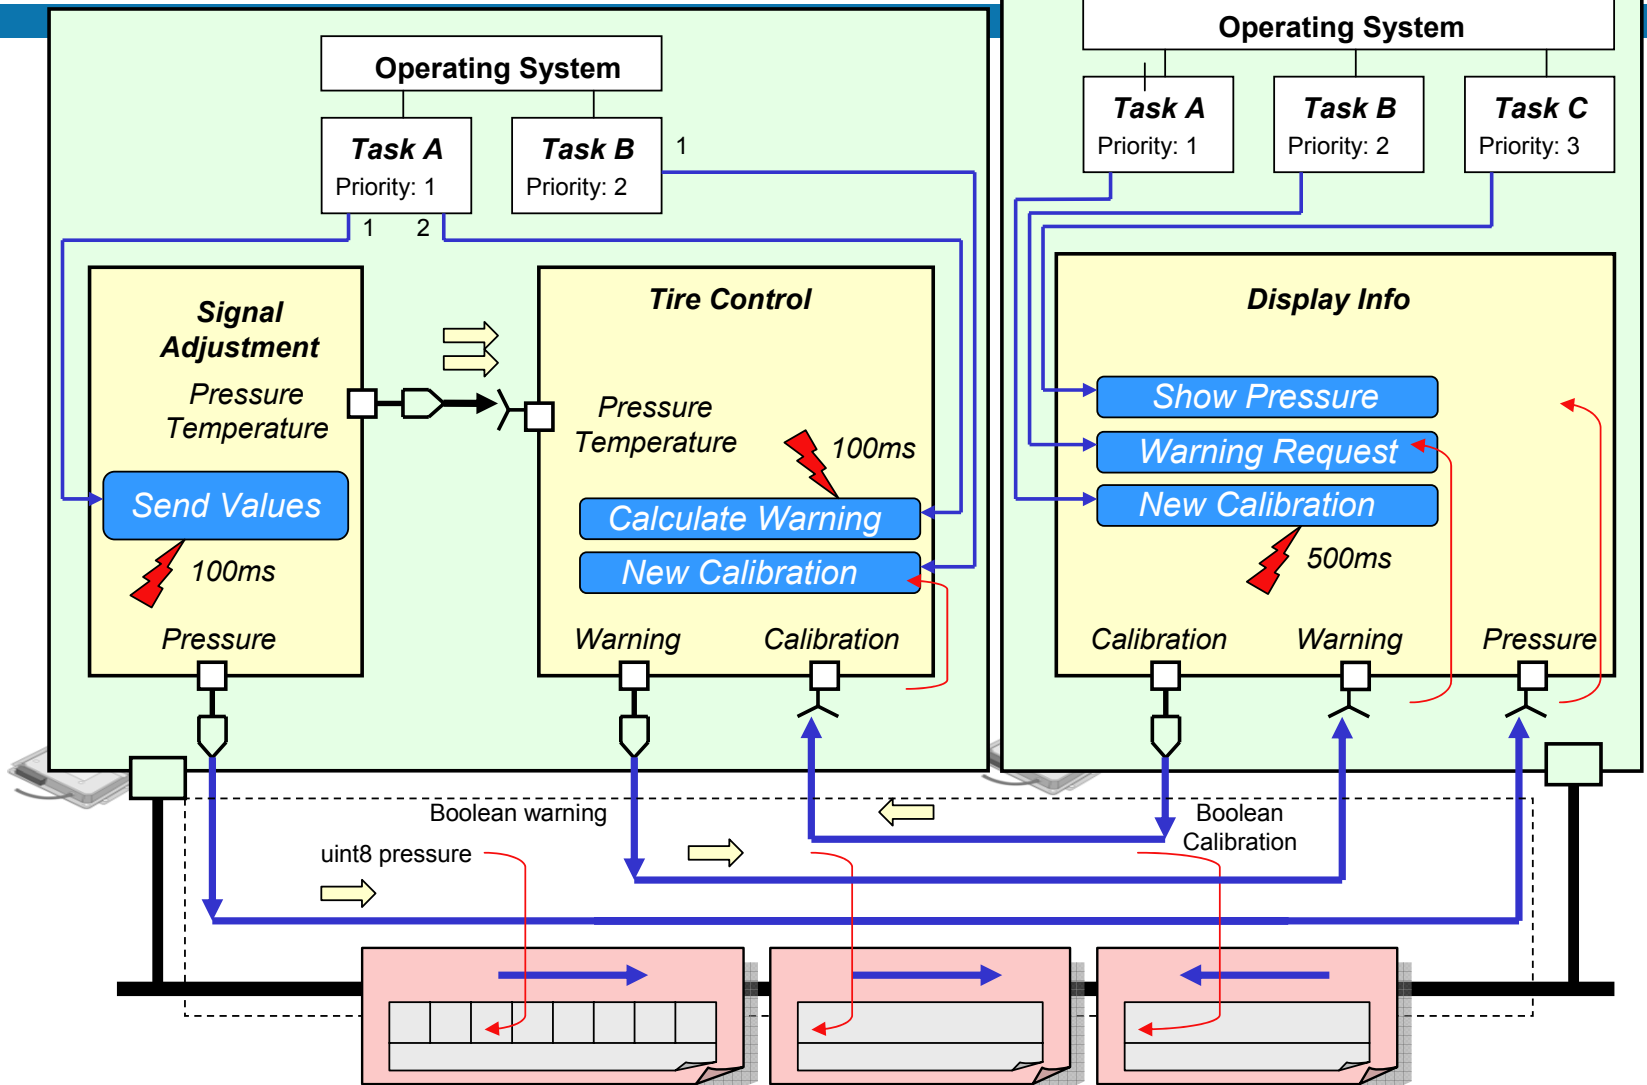 Operating System
Task A
Priority: 1
Task B
Priority: 2
1
1
2
Signal
Adjustment
Pressure
Temperature
Send Values
100ms
Pressure
Tire Control
Pressure
Temperature
100ms
Calculate Warning
New Calibration
Warning
Calibration
Operating System
Task A
Priority: 1
Task B
Priority: 2
Task C
Priority: 3
Display Info
Show Pressure
Warning Request
New Calibration
500ms
Calibration
Warning
Pressure
Boolean warning
uint8 pressure
Boolean
Calibration